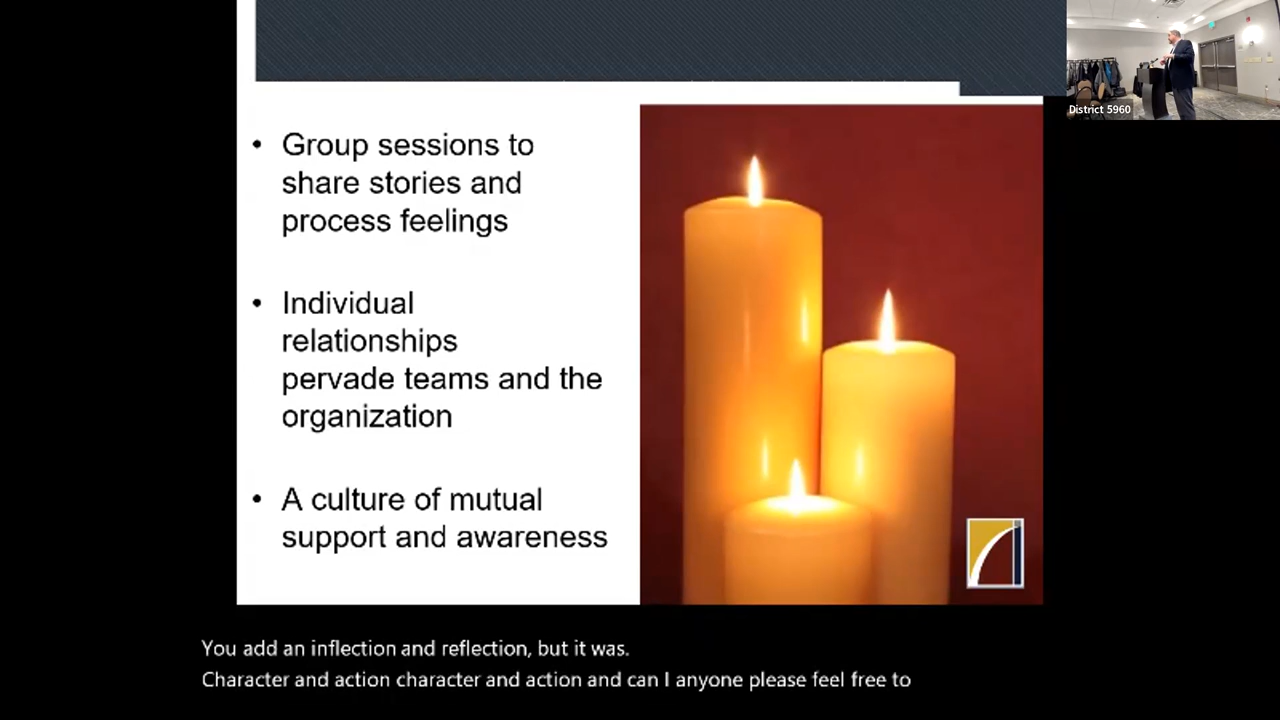 District 5960
• Group sessions to
share stories and
process feelings
• Individual
relationships
pervade teams and the
organization
• A culture of mutual
support and awareness
You add an inflection and reflection, but it was.
Character and action character and action and can I anyone please feel free to